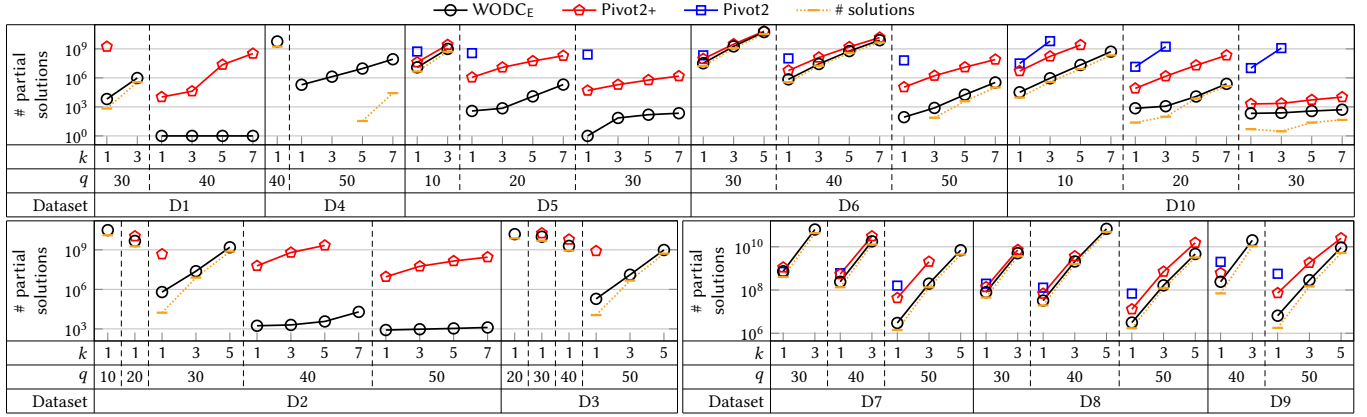 WODC_E Pivot2+ Pivot2 # solutions
# partial solutions
10^9
10^6
10^3
10^0
k 1 3 1 3 5 7 1 1 3 5 7 1 3 1 3 5 7 1 3 5 7 1 3 5 1 3 5 7 1 3 5 7 1 3 5 7 1 3 5 7 1 3 5 7
q 30 40 40 50 10 20 30 30 40 50 10 20 30
Dataset D1 D4 D5 D6 D10
# partial solutions
10^9
10^6
10^3
k 1 1 1 3 5 1 3 5 7 1 3 5 7 1 1 1 1 3 5
q 10 20 30 40 50 20 30 40 50
Dataset D2 D3
# partial solutions
10^10
10^8
10^6
k 1 3 1 3 1 3 5 1 3 1 3 5 1 3 5 1 3 1 3 5
q 30 40 50 30 40 50 40 50
Dataset D7 D8 D9